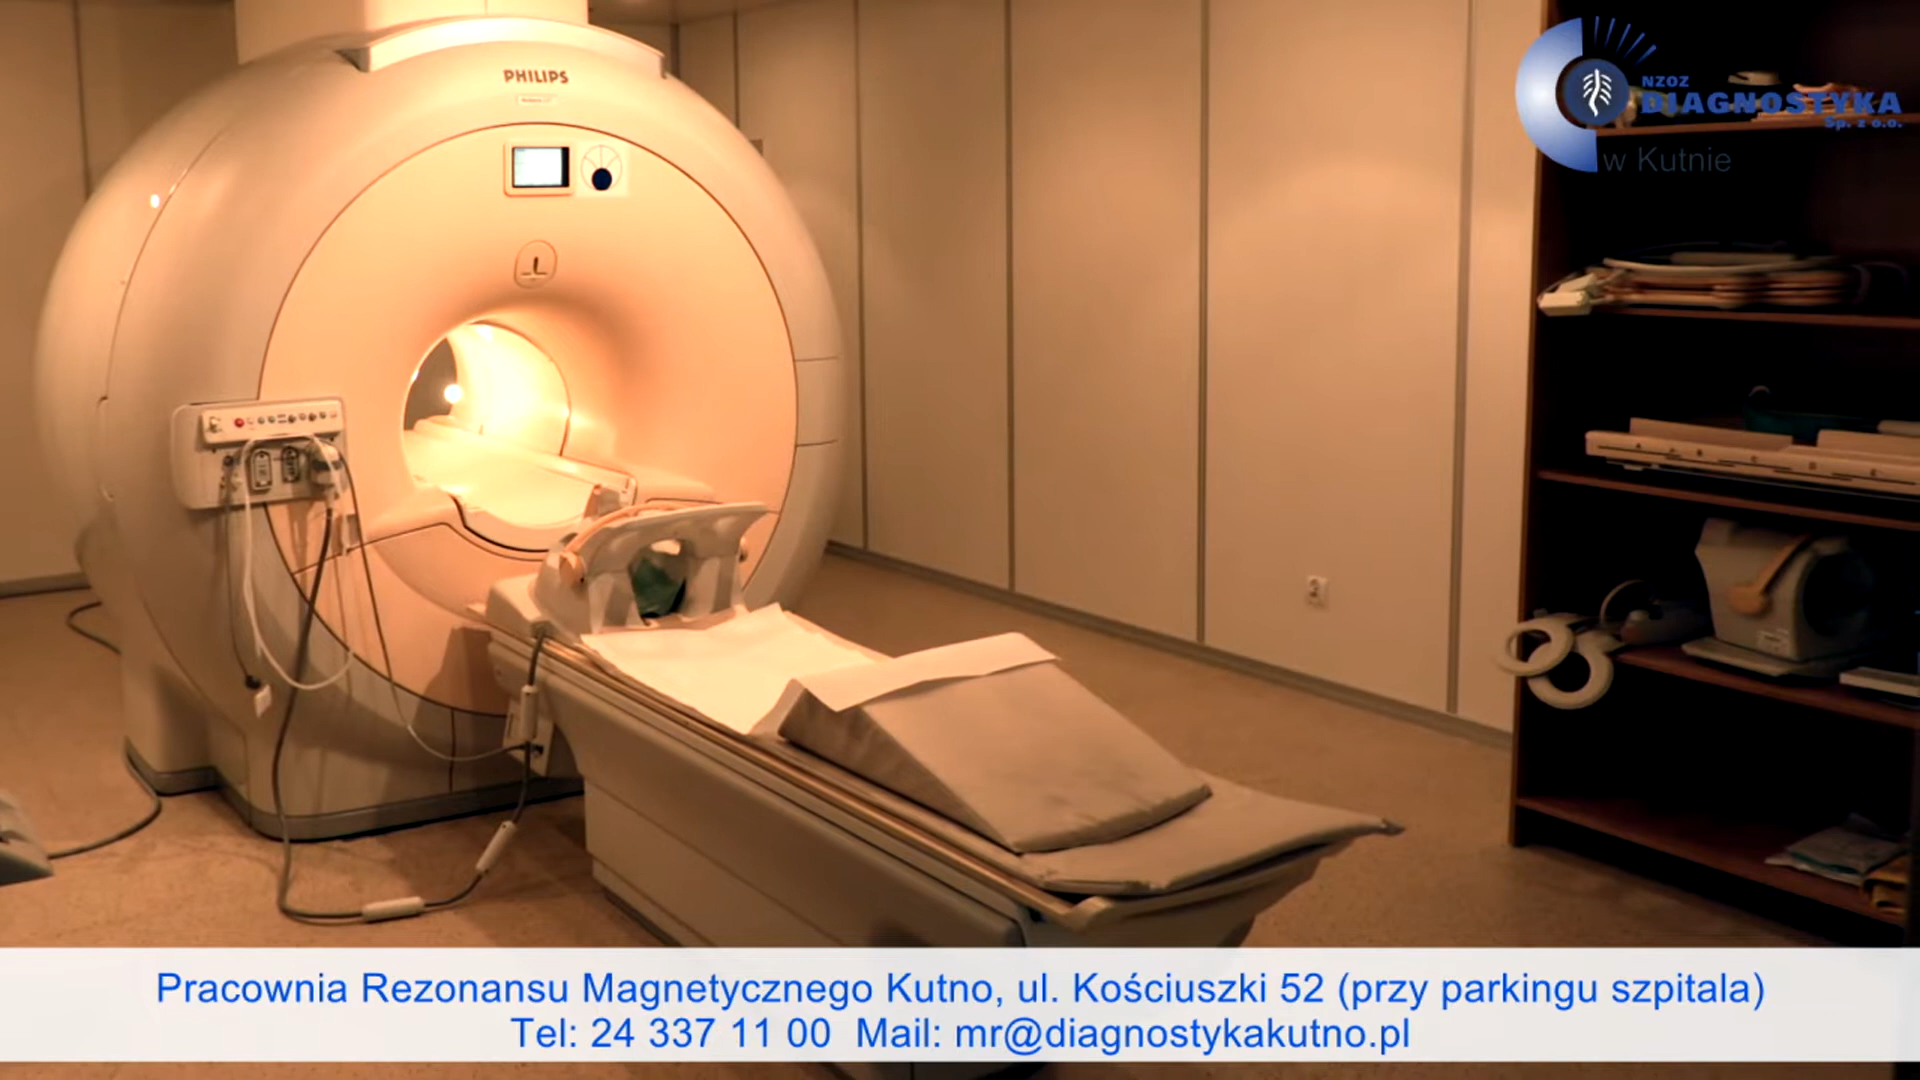 PHILIPS
NZOZ
DIAGNOSTYKA
Sp. z o.o.
w Kutnie
Pracownia Rezonansu Magnetycznego Kutno, ul. Kościuszki 52 (przy parkingu szpitala)
Tel: 24 337 11 00 Mail: mr@diagnostykakutno.pl